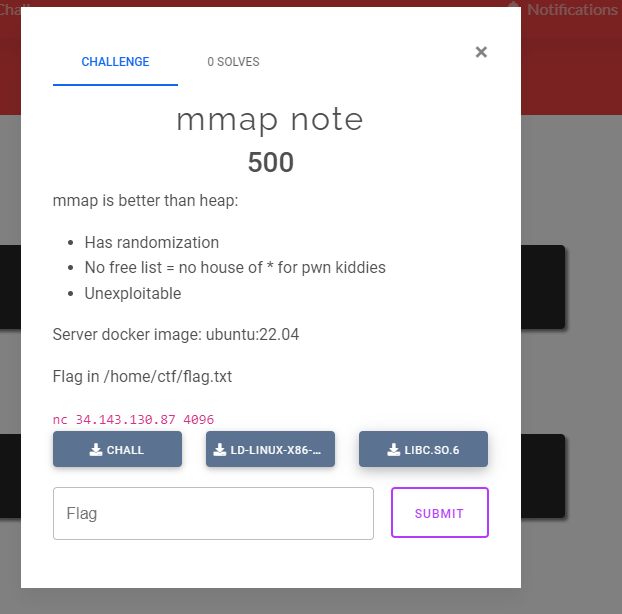 Chal
Notifications
CHALLENGE
0 SOLVES
×
mmap note
500
mmap is better than heap:
• Has randomization
• No free list = no house of * for pwn kiddies
• Unexploitable
Server docker image: ubuntu:22.04
Flag in /home/ctf/flag.txt
nc 34.143.130.87 4096
CHALL
LD-LINUX-X86-...
LIBC.SO.6
Flag
SUBMIT